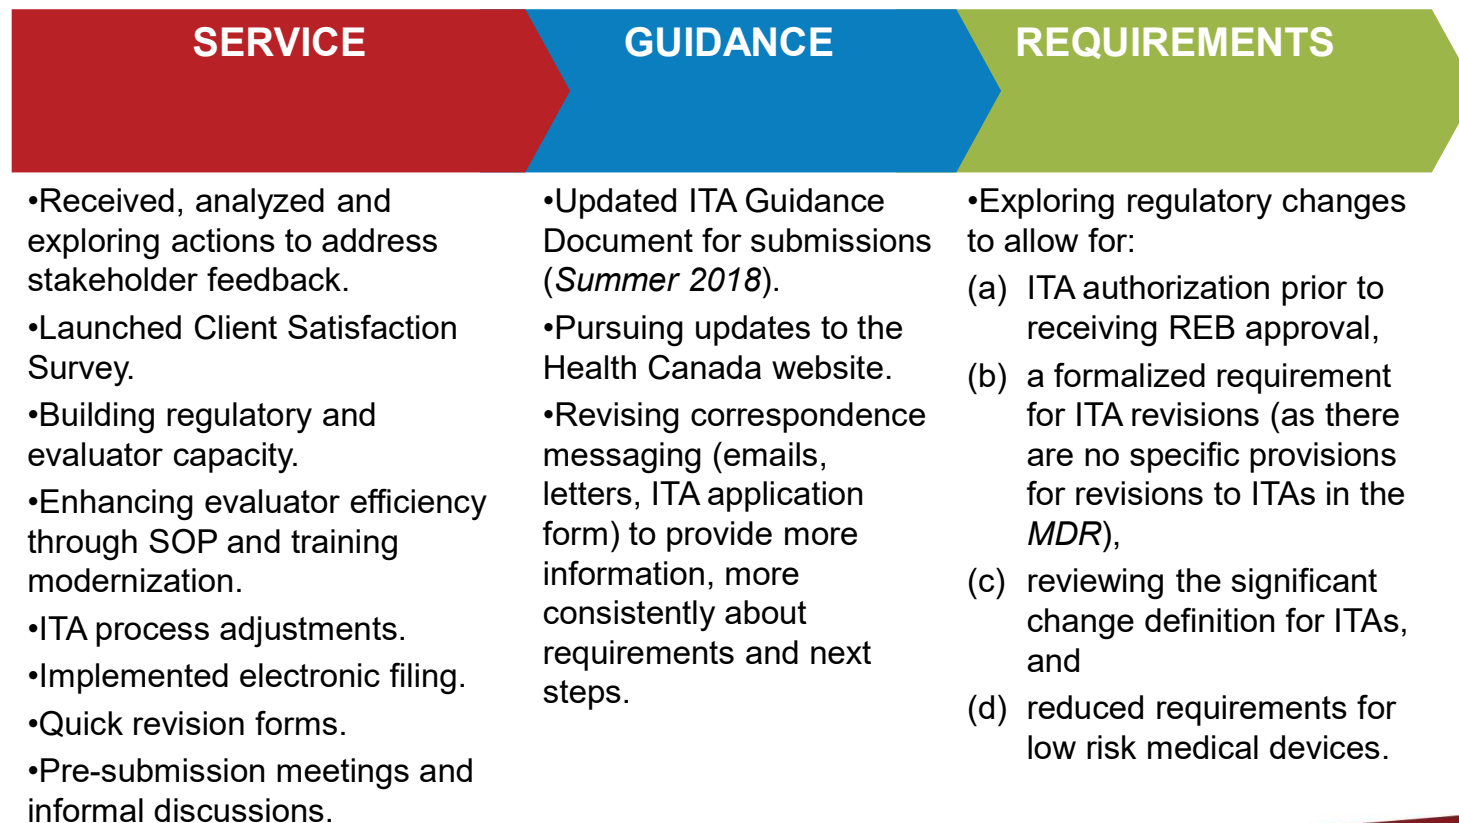 SERVICE
•Received, analyzed and
exploring actions to address
stakeholder feedback.
•Launched Client Satisfaction
Survey.
•Building regulatory and
evaluator capacity.
•Enhancing evaluator efficiency
through SOP and training
modernization.
•ITA process adjustments.
•Implemented electronic filing.
•Quick revision forms.
•Pre-submission meetings and
informal discussions.
GUIDANCE
•Updated ITA Guidance
Document for submissions
(Summer 2018).
•Pursuing updates to the
Health Canada website.
•Revising correspondence
messaging (emails,
letters, ITA application
form) to provide more
information, more
consistently about
requirements and next
steps.
REQUIREMENTS
•Exploring regulatory changes
to allow for:
(a) ITA authorization prior to
receiving REB approval,
(b) a formalized requirement
for ITA revisions (as there
are no specific provisions
for revisions to ITAs in the
MDR),
(c) reviewing the significant
change definition for ITAs,
and
(d) reduced requirements for
low risk medical devices.